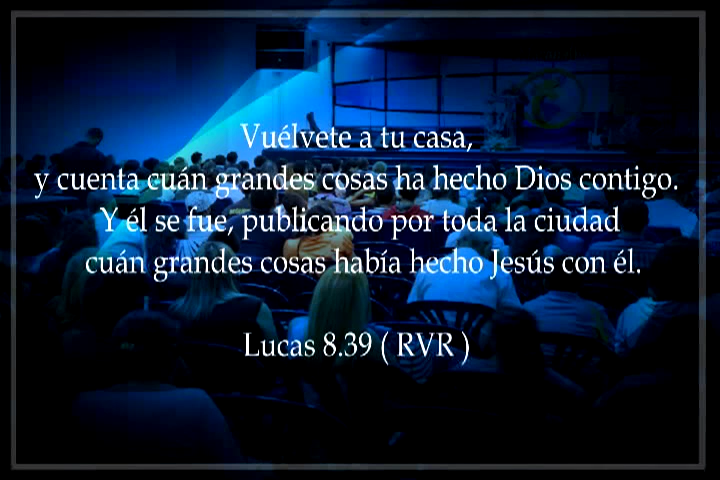 Vuélvete a tu casa,
y cuenta cuán grandes cosas ha hecho Dios contigo.
Y él se fue, publicando por toda la ciudad
cuán grandes cosas había hecho Jesús con él.
Lucas 8.39 ( RVR )